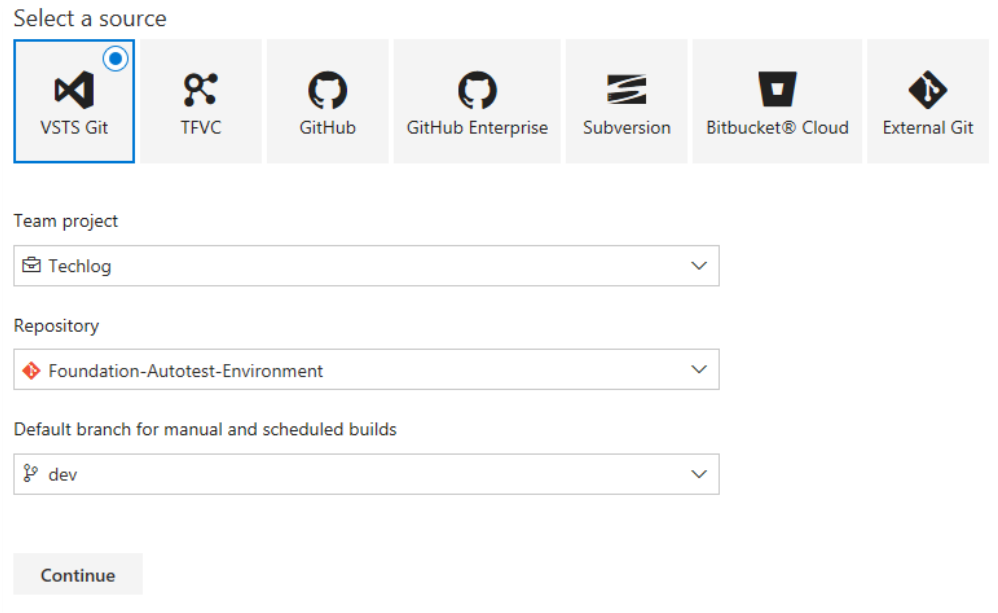 Select a source
VSTS Git
TFVC
GitHub
GitHub Enterprise
Subversion
Bitbucket® Cloud
External Git
Team project
Techlog
Repository
Foundation-Autotest-Environment
Default branch for manual and scheduled builds
dev
Continue